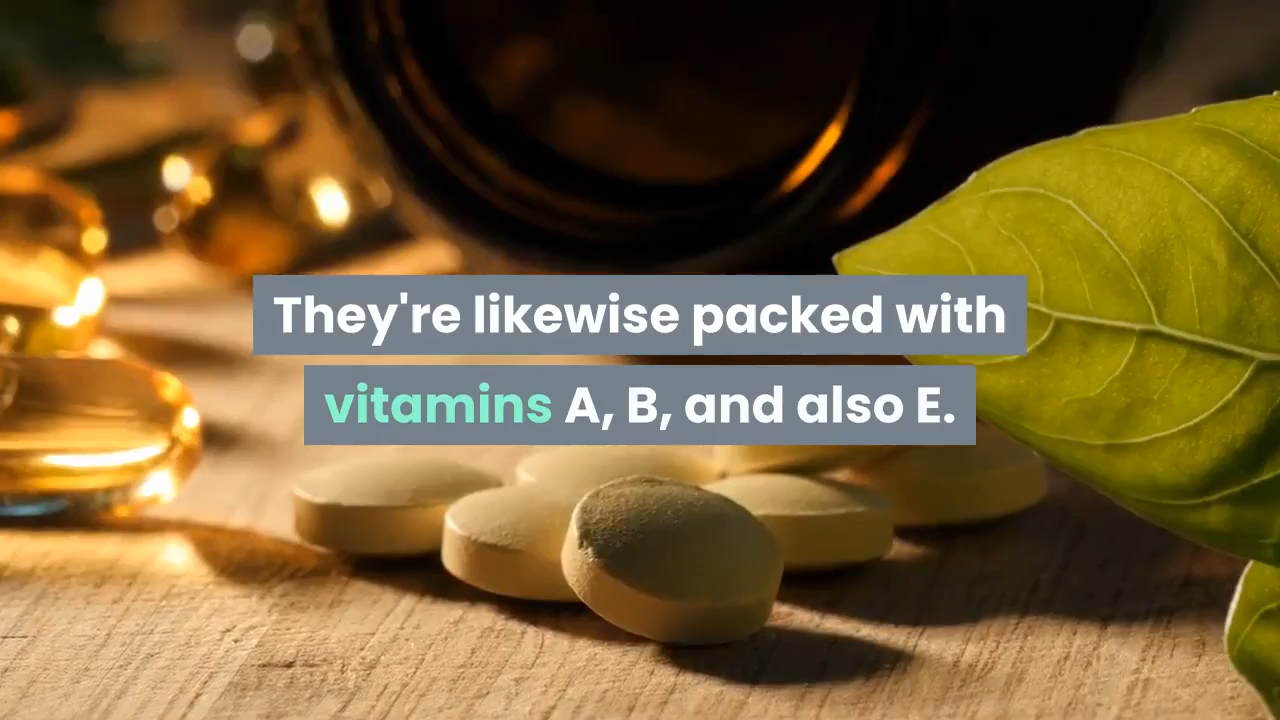 They're likewise packed with
vitamins A, B, and also E.